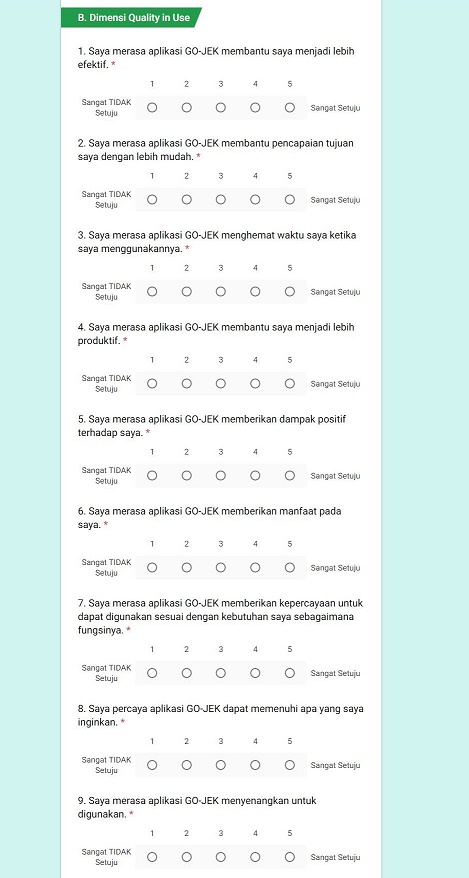 B. Dimensi Quality in Use
1. Saya merasa aplikasi GO-JEK membantu saya menjadi lebih
efektif. *
1 2 3 4 5
Sangat TIDAK
Setuju
Sangat Setuju
2. Saya merasa aplikasi GO-JEK membantu pencapaian tujuan
saya dengan lebih mudah. *
1 2 3 4 5
Sangat TIDAK
Setuju
Sangat Setuju
3. Saya merasa aplikasi GO-JEK menghemat waktu saya ketika
saya menggunakannya. *
1 2 3 4 5
Sangat TIDAK
Setuju
Sangat Setuju
4. Saya merasa aplikasi GO-JEK membantu saya menjadi lebih
produktif. *
1 2 3 4 5
Sangat TIDAK
Setuju
Sangat Setuju
5. Saya merasa aplikasi GO-JEK memberikan dampak positif
terhadap saya. *
1 2 3 4 5
Sangat TIDAK
Setuju
Sangat Setuju
6. Saya merasa aplikasi GO-JEK memberikan manfaat pada
saya. *
1 2 3 4 5
Sangat TIDAK
Setuju
Sangat Setuju
7. Saya merasa aplikasi GO-JEK memberikan kepercayaan untuk
dapat digunakan sesuai dengan kebutuhan saya sebagaimana
fungsinya. *
1 2 3 4 5
Sangat TIDAK
Setuju
Sangat Setuju
8. Saya percaya aplikasi GO-JEK dapat memenuhi apa yang saya
inginkan. *
1 2 3 4 5
Sangat TIDAK
Setuju
Sangat Setuju
9. Saya merasa aplikasi GO-JEK menyenangkan untuk
digunakan. *
1 2 3 4 5
Sangat TIDAK
Setuju
Sangat Setuju